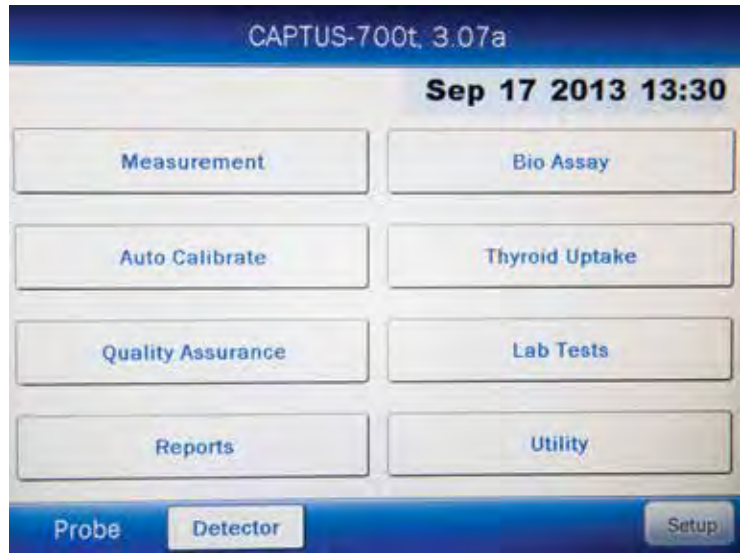 CAPTUS-700t, 3.07a
Sep 17 2013 13:30
Measurement
Bio Assay
Auto Calibrate
Thyroid Uptake
Quality Assurance
Lab Tests
Reports
Utility
Probe
Detector
Setup